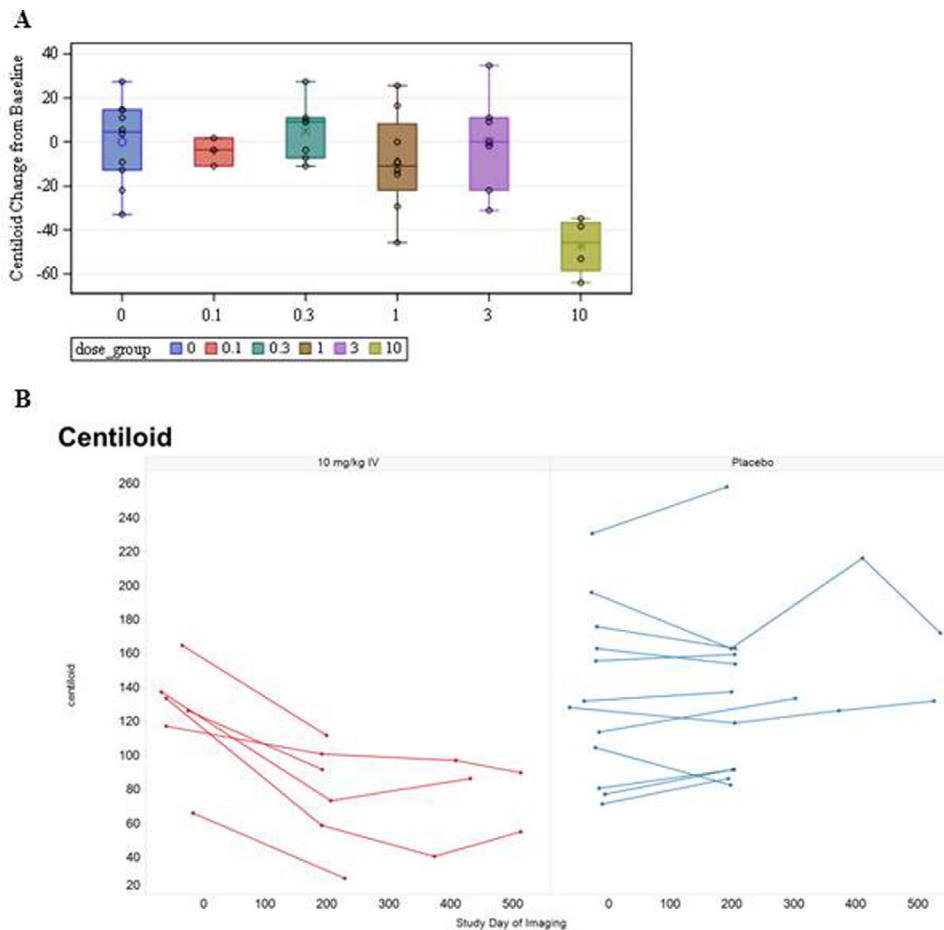 A
Centiloid Change from Baseline
40
20
0
-20
-40
-60
0 0.1 0.3 1 3 10
dose_group 0 0.1 0.3 1 3 10
B
Centiloid
10 mg/kg IV Placebo
centiloid
260
240
220
200
180
160
140
120
100
80
60
40
20
0 100 200 300 400 500 0 100 200 300 400 500
Study Day of Imaging